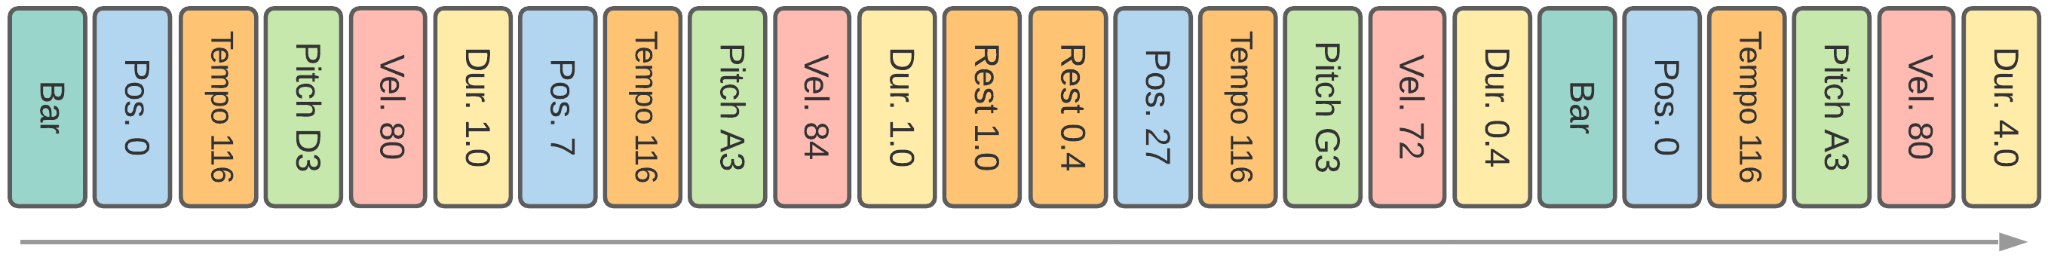 Bar
Pos. 0
Tempo 116
Pitch D3
Vel. 80
Dur. 1.0
Pos. 7
Tempo 116
Pitch A3
Vel. 84
Dur. 1.0
Rest 1.0
Rest 0.4
Pos. 27
Tempo 116
Pitch G3
Vel. 72
Dur. 0.4
Bar
Pos. 0
Tempo 116
Pitch A3
Vel. 80
Dur. 4.0